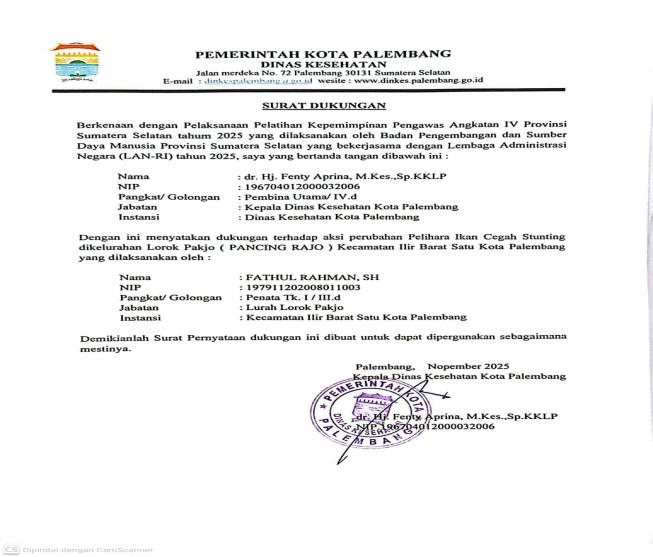 PEMERINTAH KOTA PALEMBANG
DINAS KESEHATAN
Jalan merdeka No. 72 Palembang 30131 Sumatera Selatan
E-mail : dinkespalembang@go.id wesite : www.dinkes.palembang.go.id
SURAT DUKUNGAN
Berkenaan dengan Pelaksanaan Pelatihan Kepemimpinan Pengawas Angkatan IV Provinsi
Sumatera Selatan tahum 2025 yang dilaksanakan oleh Badan Pengembangan dan Sumber
Daya Manusia Provinsi Sumatera Selatan yang bekerjasama dengan Lembaga Administrasi
Negara (LAN-RI) tahun 2025, saya yang bertanda tangan dibawah ini :
Nama : dr. Hj. Fenty Aprina, M.Kes.,Sp.KKLP
NIP : 196704012000032006
Pangkat/ Golongan : Pembina Utama/ IV.d
Jabatan : Kepala Dinas Kesehatan Kota Palembang
Instansi : Dinas Kesehatan Kota Palembang
Dengan ini menyatakan dukungan terhadap aksi perubahan Pelihara Ikan Cegah Stunting
dikelurahan Lorok Pakjo ( PANCING RAJO ) Kecamatan Ilir Barat Satu Kota Palembang
yang dilaksanakan oleh :
Nama : FATHUL RAHMAN, SH
NIP : 197911202008011003
Pangkat/ Golongan : Penata Tk. I / III.d
Jabatan : Lurah Lorok Pakjo
Instansi : Kecamatan Ilir Barat Satu Kota Palembang
Demikianlah Surat Pernyataan dukungan ini dibuat untuk dapat dipergunakan sebagaimana
mestinya.
Palembang, Nopember 2025
Kepala Dinas Kesehatan Kota Palembang
PEMERINTAH KOTA
DINAS KESEHATAN
PALEMBANG
dr. Hj. Fenty Aprina, M.Kes.,Sp.KKLP
NIP 196704012000032006
CS Dipindai dengan CamScanner